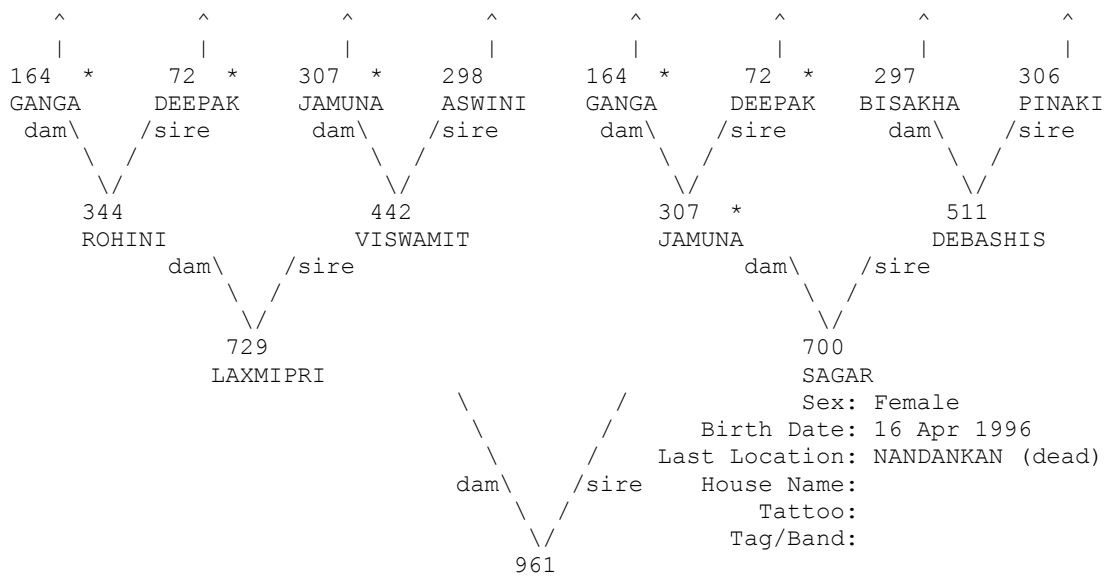 ^ ^ ^ ^ ^ ^ ^ ^
| | | | | | | |
164 * 72 * 307 * 298 164 * 72 * 297 306
GANGA DEEPAK JAMUNA ASWINI GANGA DEEPAK BISAKHA PINAKI
dam\ /sire dam\ /sire dam\ /sire dam\ /sire
\ / \ / \ / \ /
\/ \/ \/ \/
344 442 307 * 511
ROHINI VISWAMIT JAMUNA DEBASHIS
dam\ /sire dam\ /sire
\ / \ /
\/ \/
729 700
LAXMIPRI SAGAR
\ / Sex: Female
\ / Birth Date: 16 Apr 1996
\ / Last Location: NANDANKAN (dead)
dam\ /sire House Name:
\ / Tattoo:
\/ Tag/Band:
961